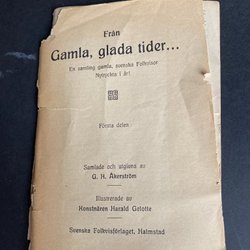 Från
Gamla, glada tider...
En samling gamla, svenska Folkvisor
Nytryckta i år!
Första delen
Samlade och utgivna av
G. H. Åkerström
Illustrerade av
Konstnären Harald Gelotte
Svenska Folkvisförlaget, Halmstad